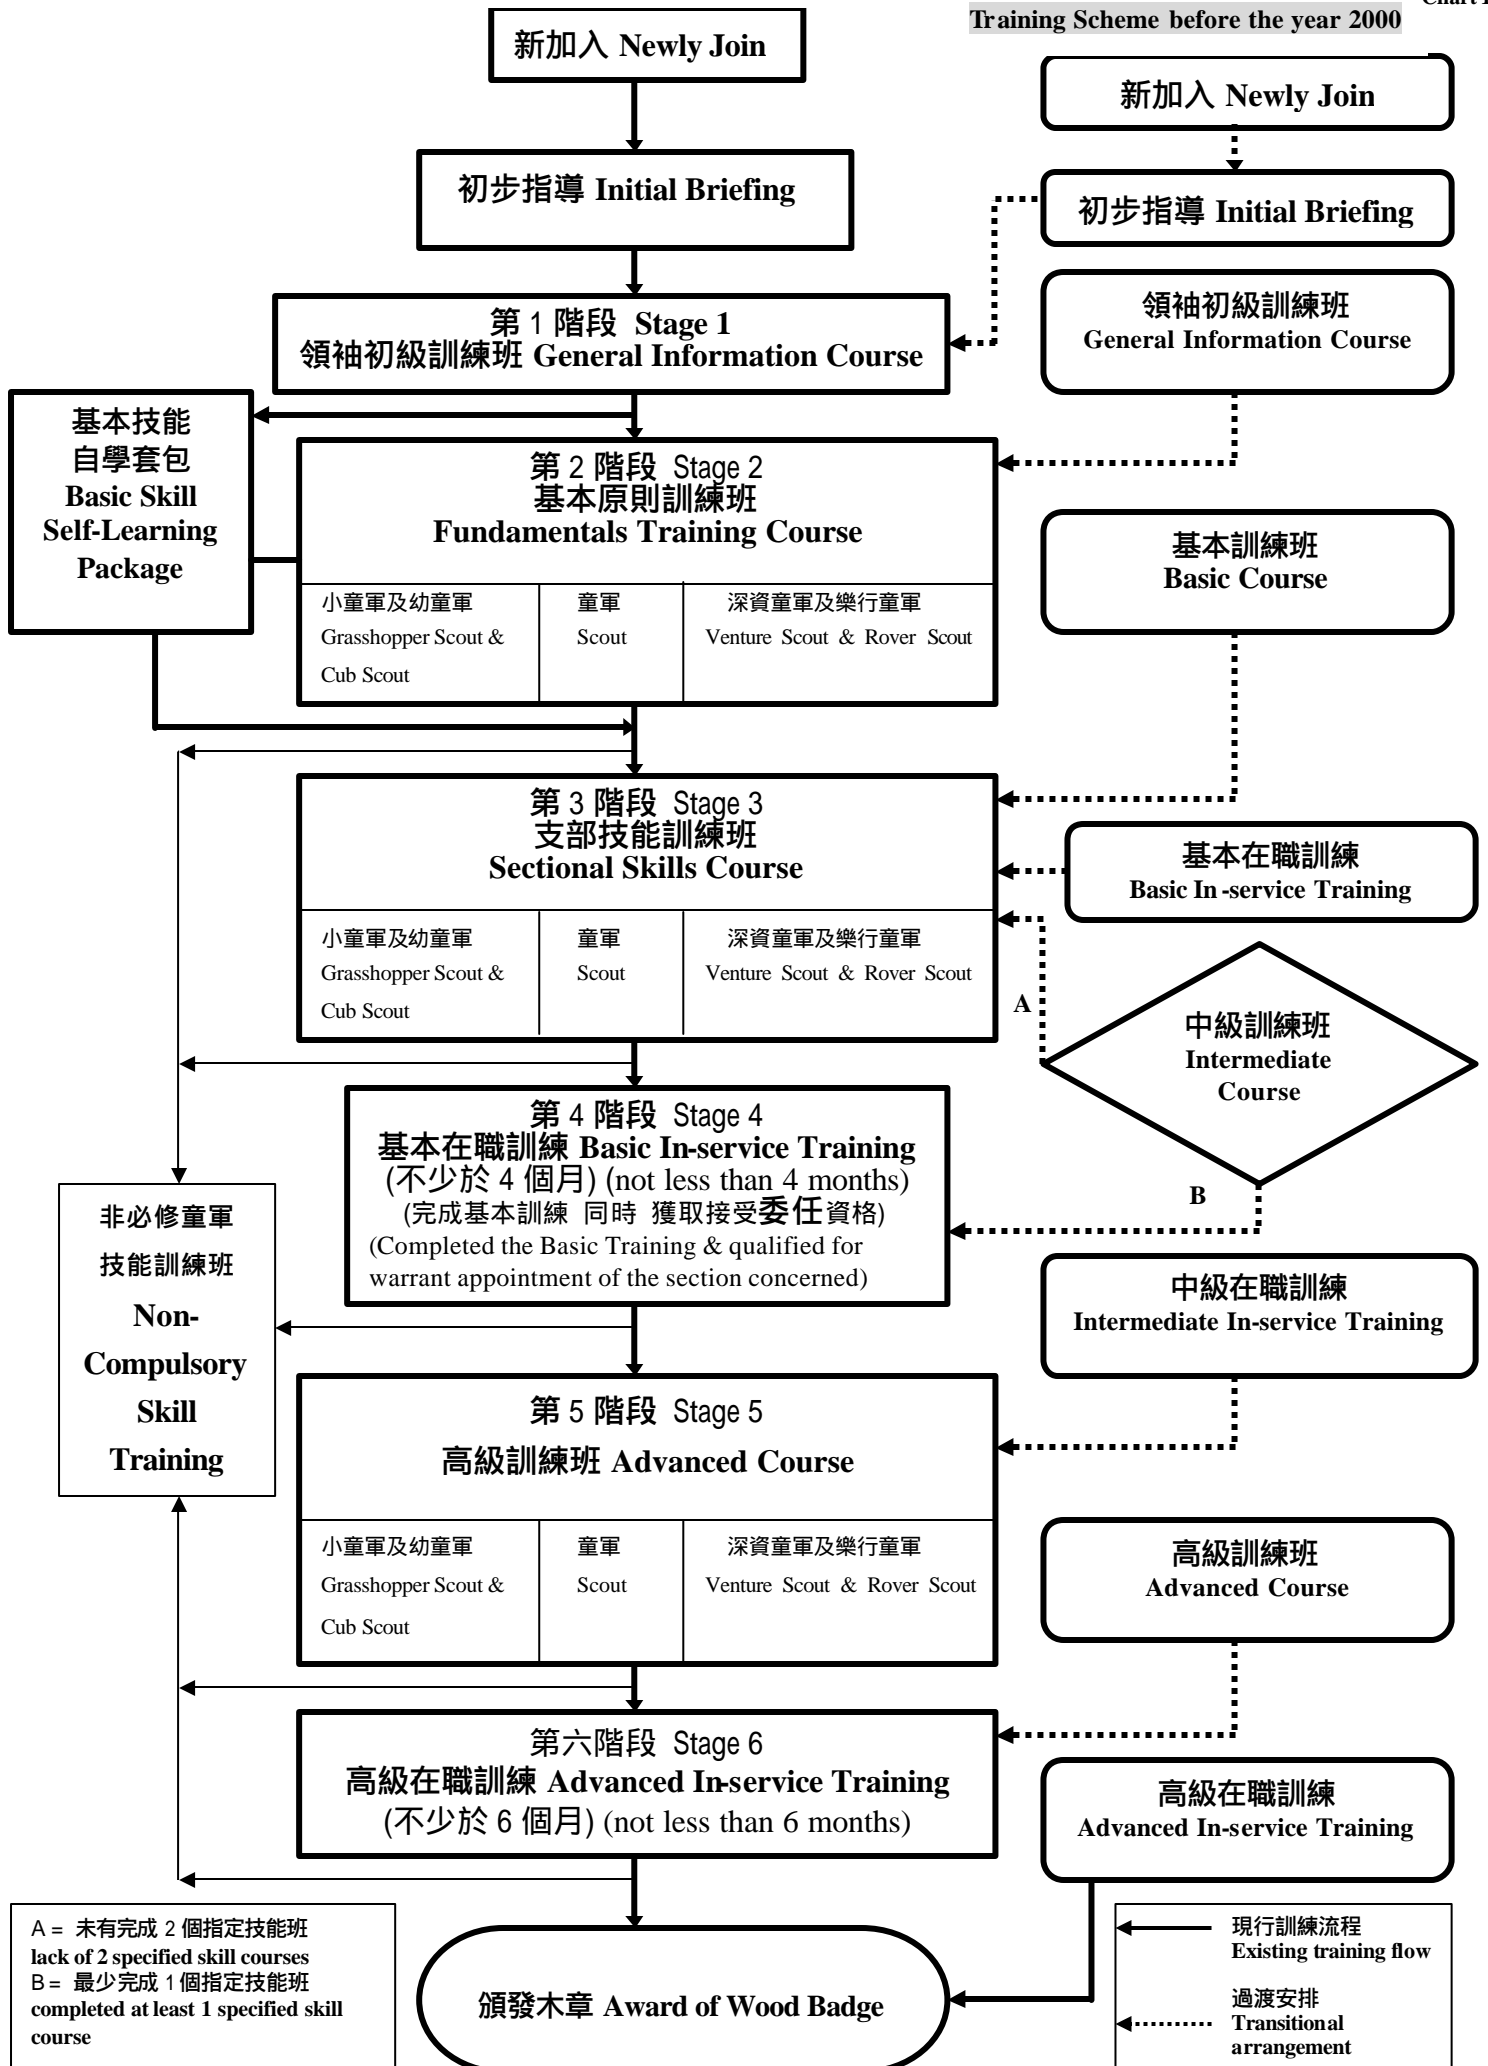 Training Scheme before the year 2000
新加入 Newly Join
初步指導 Initial Briefing
第 1 階段 Stage 1
領袖初級訓練班 General Information Course
基本技能
自學套包
Basic Skill
Self-Learning
Package
第 2 階段 Stage 2
基本原則訓練班
Fundamentals Training Course
小童軍及幼童軍
Grasshopper Scout &
Cub Scout
童軍
Scout
深資童軍及樂行童軍
Venture Scout & Rover Scout
第 3 階段 Stage 3
支部技能訓練班
Sectional Skills Course
小童軍及幼童軍
Grasshopper Scout &
Cub Scout
童軍
Scout
深資童軍及樂行童軍
Venture Scout & Rover Scout
第 4 階段 Stage 4
基本在職訓練 Basic In-service Training
(不少於 4 個月) (not less than 4 months)
(完成基本訓練 同時 獲取接受委任資格)
(Completed the Basic Training & qualified for
warrant appointment of the section concerned)
非必修童軍
技能訓練班
Non-
Compulsory
Skill
Training
第 5 階段 Stage 5
高級訓練班 Advanced Course
小童軍及幼童軍
Grasshopper Scout &
Cub Scout
童軍
Scout
深資童軍及樂行童軍
Venture Scout & Rover Scout
第六階段 Stage 6
高級在職訓練 Advanced In-service Training
(不少於 6 個月) (not less than 6 months)
頒發木章 Award of Wood Badge
新加入 Newly Join
初步指導 Initial Briefing
領袖初級訓練班
General Information Course
基本訓練班
Basic Course
基本在職訓練
Basic In -service Training
中級訓練班
Intermediate
Course
A
B
中級在職訓練
Intermediate In-service Training
高級訓練班
Advanced Course
高級在職訓練
Advanced In-service Training
A = 未有完成 2 個指定技能班
lack of 2 specified skill courses
B = 最少完成 1 個指定技能班
completed at least 1 specified skill
course
現行訓練流程
Existing training flow
過渡安排
Transitional
arrangement